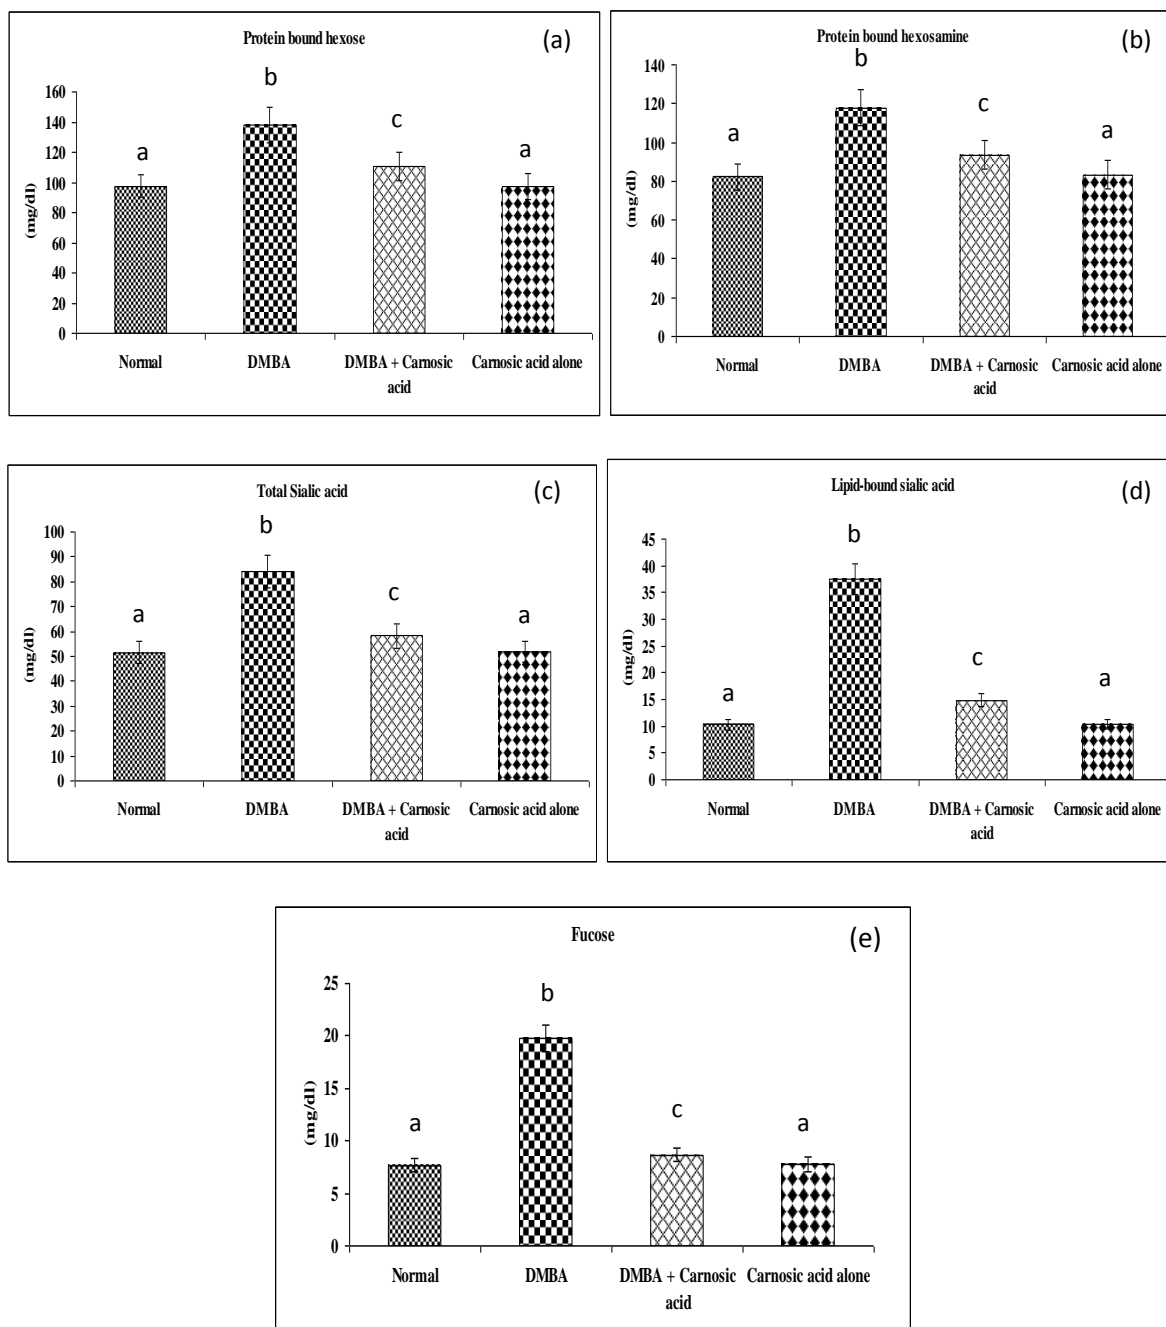 Protein bound hexose
(a)
(mg/dl)
160
140
120
100
80
60
40
20
0
a
b
c
a
Normal
DMBA
DMBA + Carnosic
acid
Carnosic acid alone
Protein bound hexosamine
(b)
(mg/dl)
140
120
100
80
60
40
20
0
a
b
c
a
Normal
DMBA
DMBA + Carnosic
acid
Carnosic acid alone
Total Sialic acid
(c)
(mg/dl)
100
90
80
70
60
50
40
30
20
10
0
a
b
c
a
Normal
DMBA
DMBA + Carnosic
acid
Carnosic acid alone
Lipid-bound sialic acid
(d)
(mg/dl)
45
40
35
30
25
20
15
10
5
0
a
b
c
a
Normal
DMBA
DMBA + Carnosic
acid
Carnosic acid alone
Fucose
(e)
(mg/dl)
25
20
15
10
5
0
a
b
c
a
Normal
DMBA
DMBA + Carnosic
acid
Carnosic acid alone